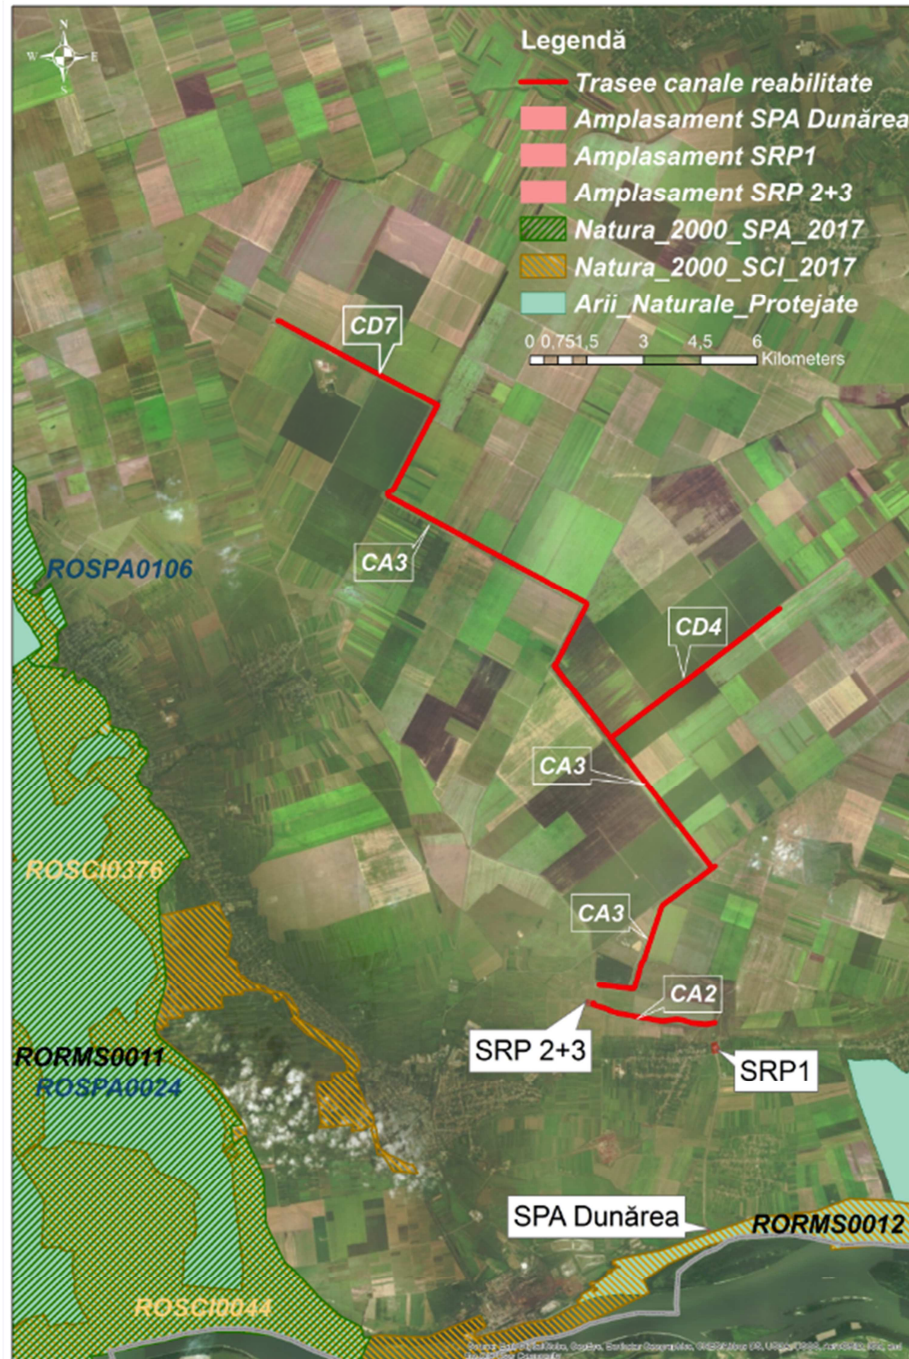 N
W E
S
Legendă
Trasee canale reabilitate
Amplasament SPA Dunărea
Amplasament SRP1
Amplasament SRP 2+3
Natura_2000_SPA_2017
Natura_2000_SCI_2017
Arii_Naturale_Protejate
0 0,751,5 3 4,5 6
Kilometers
CD7
CA3
ROSPA0106
CD4
CA3
ROSCI0376
CA3
CA2
SRP 2+3
SRP1
RORMS0011
ROSPA0024
SPA Dunărea
RORMS0012
ROSCI0044